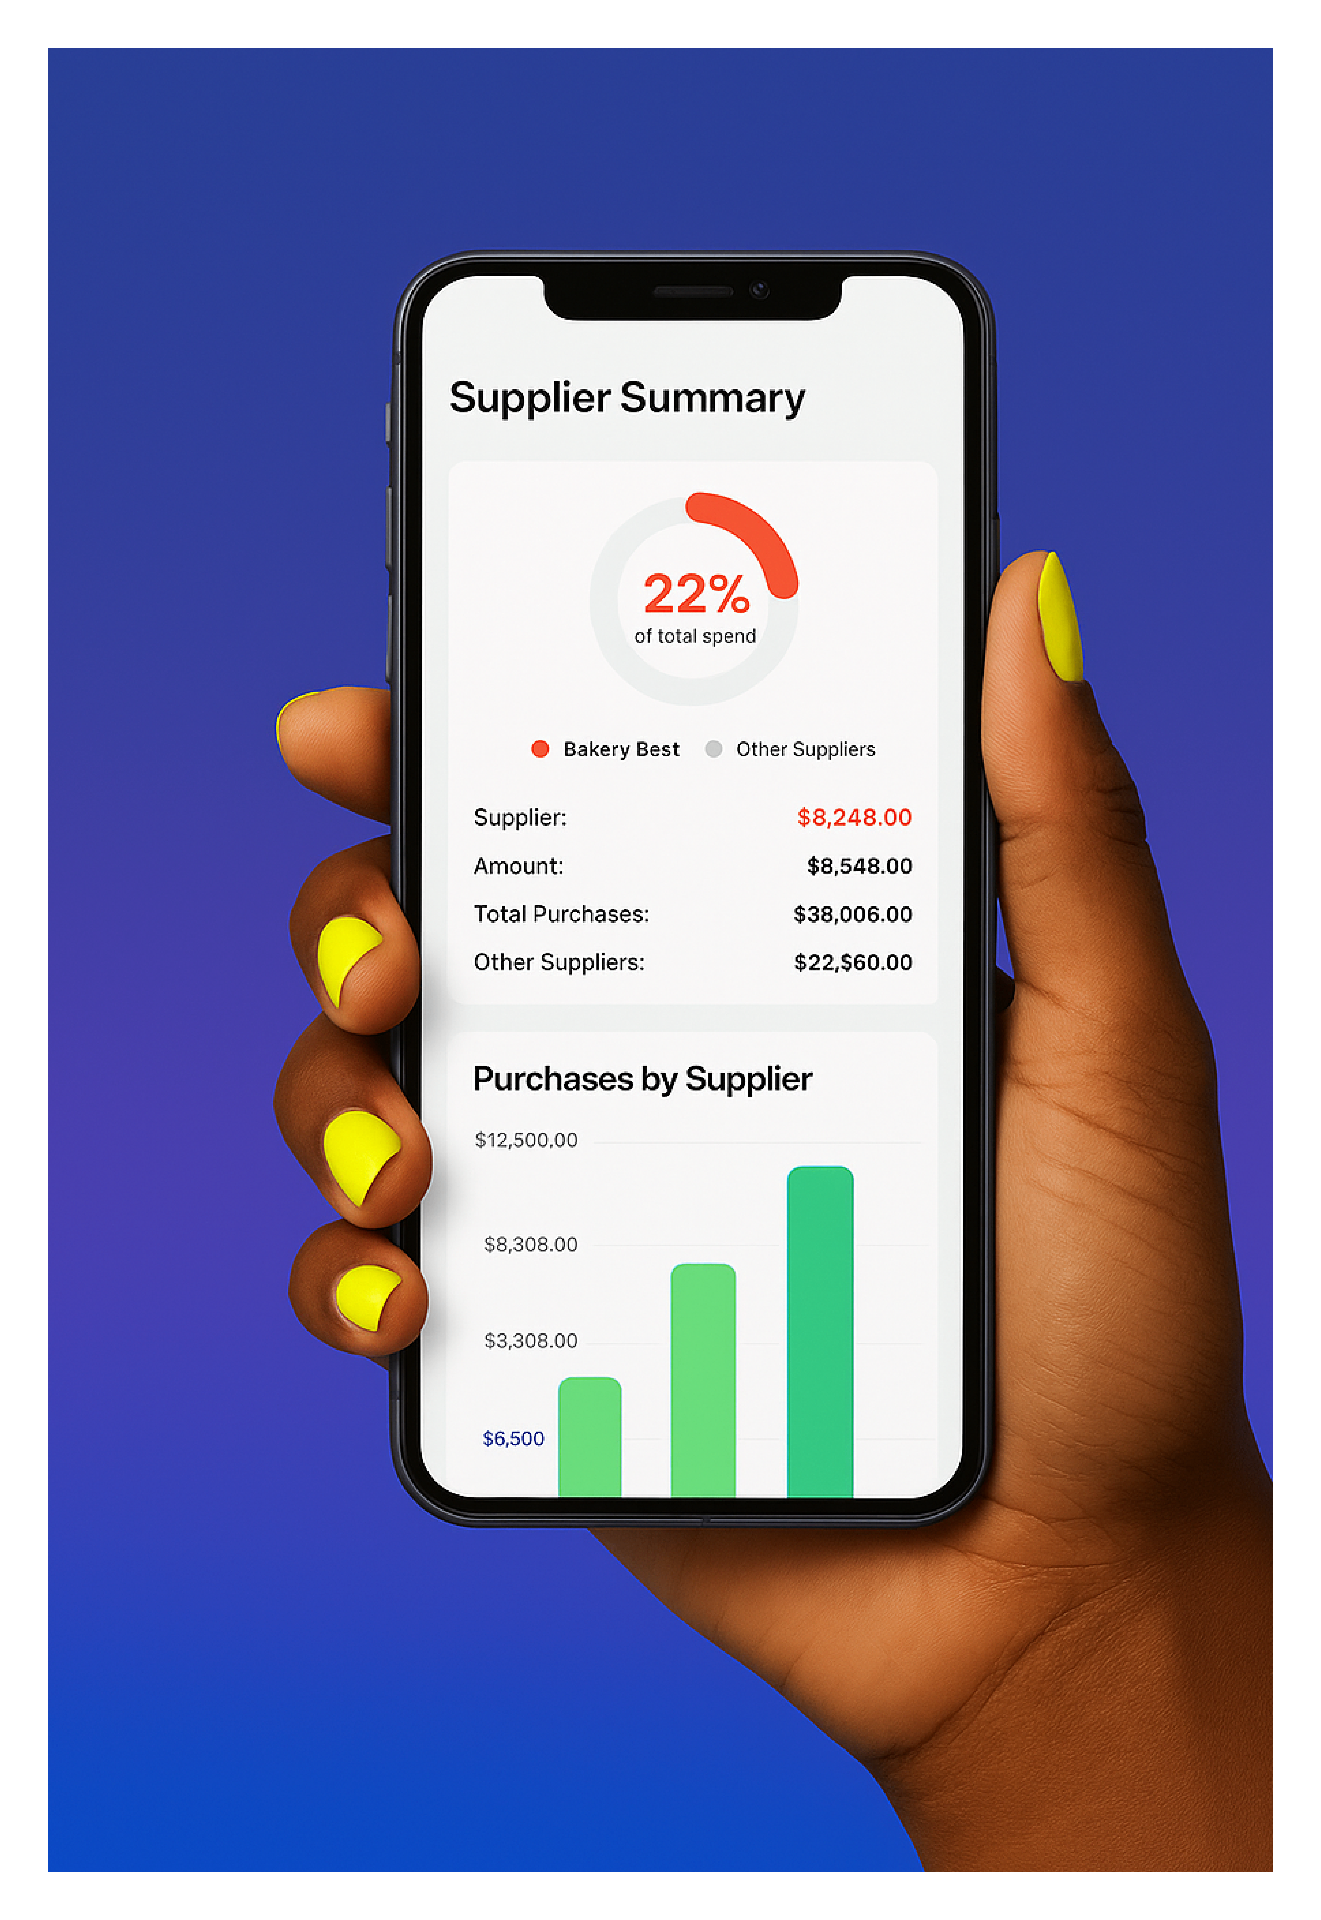 Supplier Summary
22%
of total spend
Bakery Best Other Suppliers
Supplier: $8,248.00
Amount: $8,548.00
Total Purchases: $38,006.00
Other Suppliers: $22,$60.00
Purchases by Supplier
$12,500,00
$8,308.00
$3,308.00
$6,500